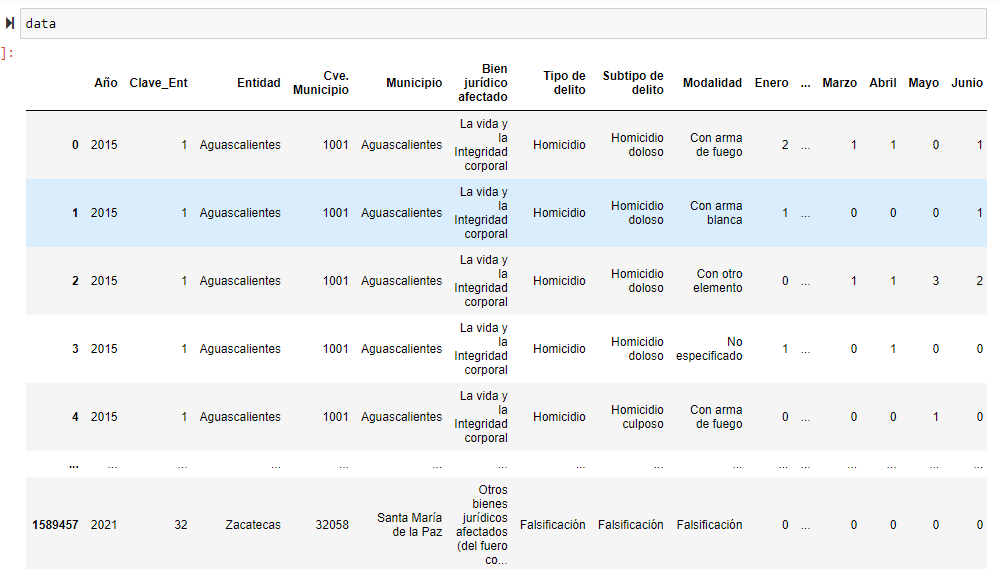 data
]:
Año Clave_Ent Entidad Cve. Municipio Municipio Bien jurídico afectado Tipo de delito Subtipo de delito Modalidad Enero ... Marzo Abril Mayo Junio
0 2015 1 Aguascalientes 1001 Aguascalientes La vida y la Integridad corporal Homicidio Homicidio doloso Con arma de fuego 2 ... 1 1 0 1
1 2015 1 Aguascalientes 1001 Aguascalientes La vida y la Integridad corporal Homicidio Homicidio doloso Con arma blanca 1 ... 0 0 0 1
2 2015 1 Aguascalientes 1001 Aguascalientes La vida y la Integridad corporal Homicidio Homicidio doloso Con otro elemento 0 ... 1 1 3 2
3 2015 1 Aguascalientes 1001 Aguascalientes La vida y la Integridad corporal Homicidio Homicidio doloso No especificado 1 ... 0 1 0 0
4 2015 1 Aguascalientes 1001 Aguascalientes La vida y la Integridad corporal Homicidio Homicidio culposo Con arma de fuego 0 ... 0 0 1 0
... ... ... ... ... ... ... ... ... ... ... ... ... ... ... ...
1589457 2021 32 Zacatecas 32058 Santa María de la Paz Otros bienes jurídicos afectados (del fuero co... Falsificación Falsificación Falsificación 0 ... 0 0 0 0